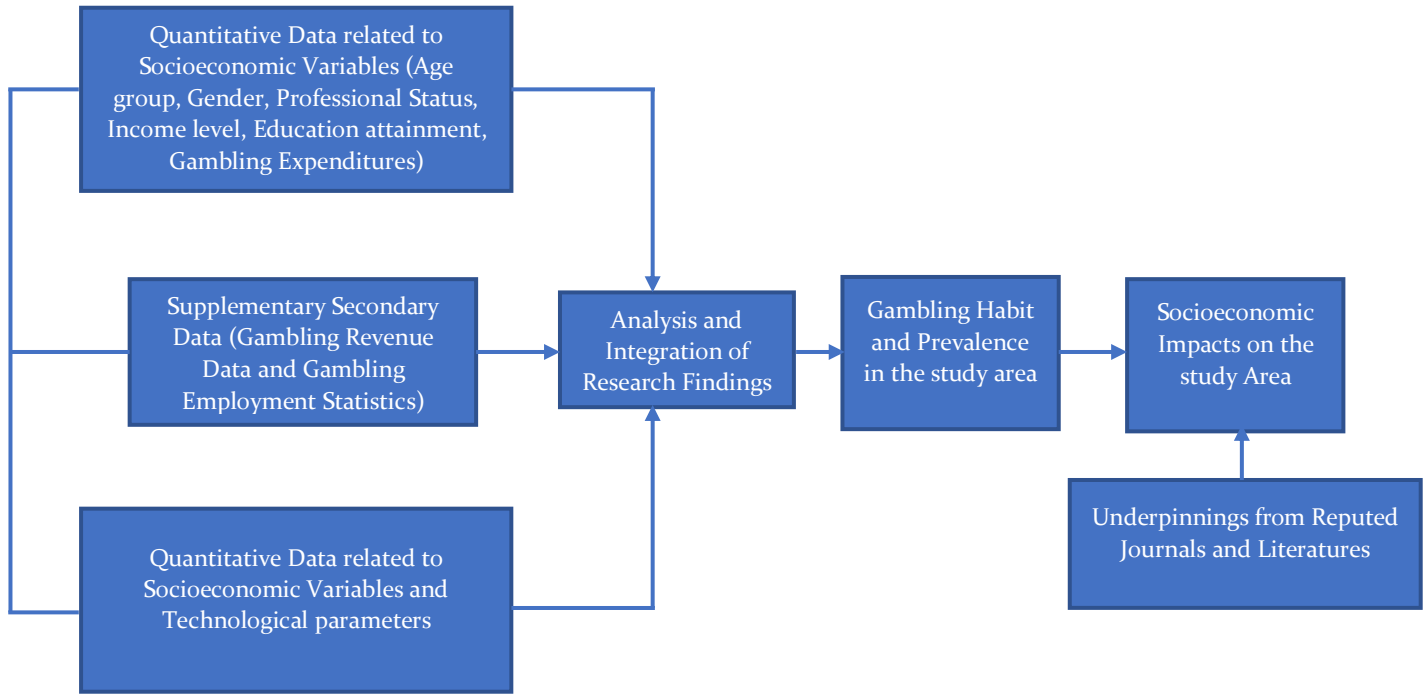 Quantitative Data related to
Socioeconomic Variables (Age
group, Gender, Professional Status,
Income level, Education attainment,
Gambling Expenditures)
Supplementary Secondary
Data (Gambling Revenue
Data and Gambling
Employment Statistics)
Quantitative Data related to
Socioeconomic Variables and
Technological parameters
Analysis and
Integration of
Research Findings
Gambling Habit
and Prevalence
in the study area
Socioeconomic
Impacts on the
study Area
Underpinnings from Reputed
Journals and Literatures